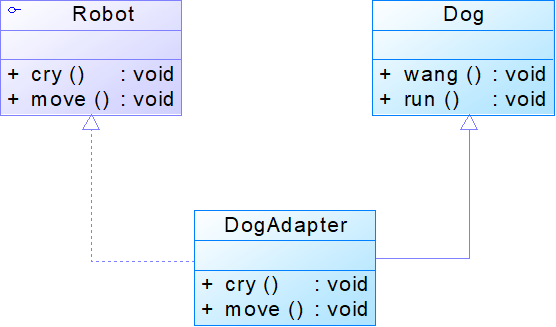 Robot
+ cry () : void
+ move () : void
Dog
+ wang () : void
+ run () : void
DogAdapter
+ cry () : void
+ move () : void